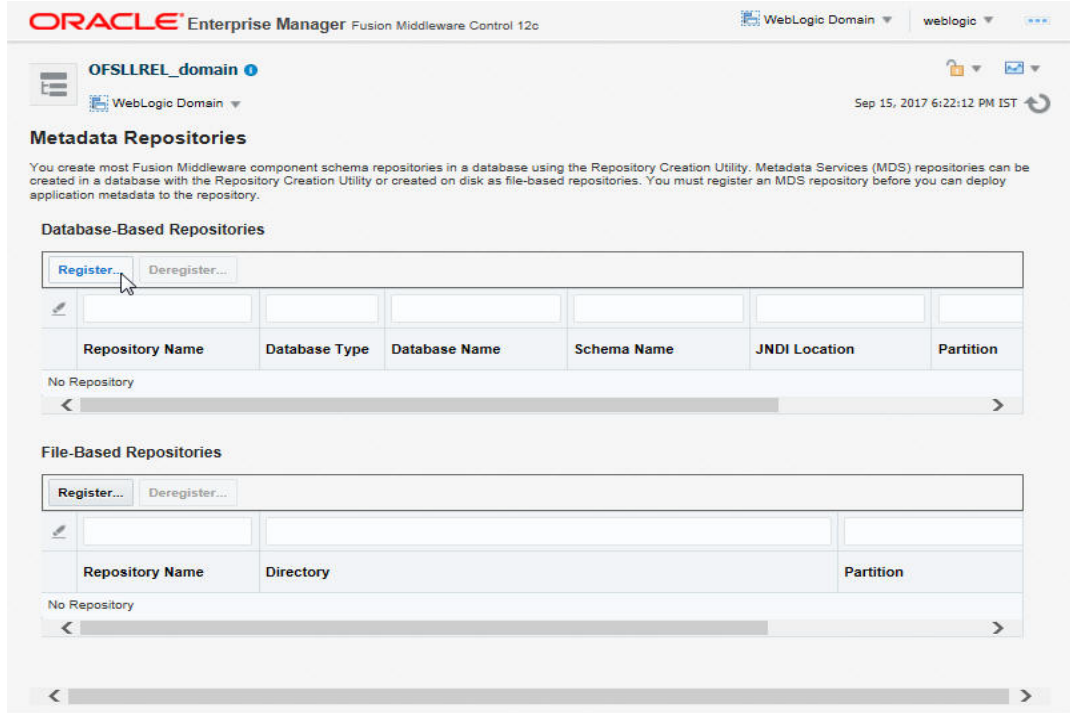 ORACLE® Enterprise Manager Fusion Middleware Control 12c
WebLogic Domain
weblogic
OFSLLREL_domain
WebLogic Domain
Sep 15, 2017 6:22:12 PM IST
Metadata Repositories
You create most Fusion Middleware component schema repositories in a database using the Repository Creation Utility. Metadata Services (MDS) repositories can be
created in a database with the Repository Creation Utility or created on disk as file-based repositories. You must register an MDS repository before you can deploy
application metadata to the repository.
Database-Based Repositories
Register... Deregister...
Repository Name Database Type Database Name Schema Name JNDI Location Partition
No Repository
File-Based Repositories
Register... Deregister...
Repository Name Directory Partition
No Repository